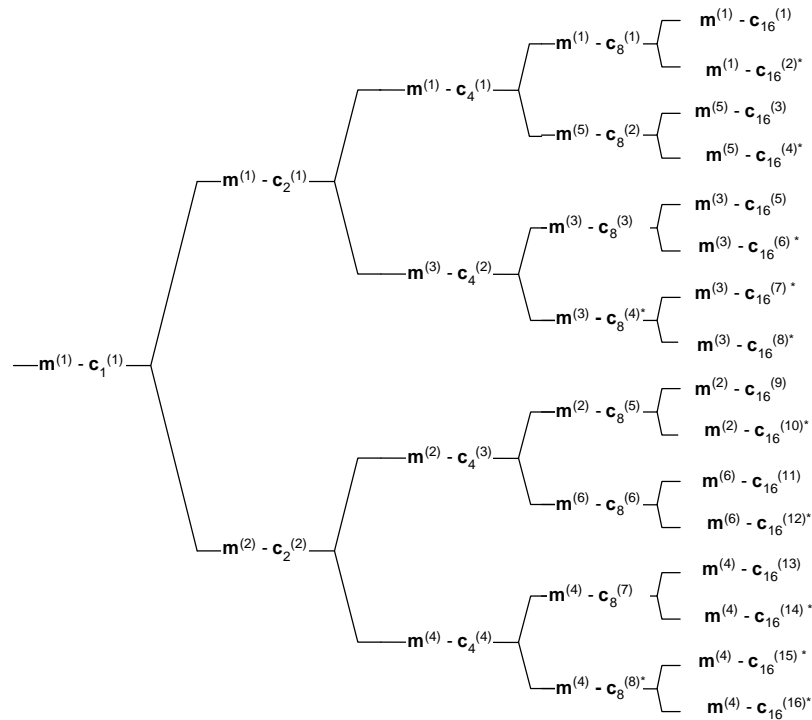 m(1) - c16(1)
m(1) - c8(1)
m(1) - c16(2)*
m(1) - c4(1)
m(5) - c16(3)
m(5) - c8(2)
m(5) - c16(4)*
m(1) - c2(1)
m(3) - c16(5)
m(3) - c8(3)
m(3) - c16(6) *
m(3) - c4(2)
m(3) - c16(7) *
m(3) - c8(4)*
m(3) - c16(8)*
m(1) - c1(1)
m(2) - c16(9)
m(2) - c8(5)
m(2) - c16(10)*
m(2) - c4(3)
m(6) - c16(11)
m(6) - c8(6)
m(6) - c16(12)*
m(2) - c2(2)
m(4) - c16(13)
m(4) - c8(7)
m(4) - c16(14) *
m(4) - c4(4)
m(4) - c16(15) *
m(4) - c8(8)*
m(4) - c16(16)*